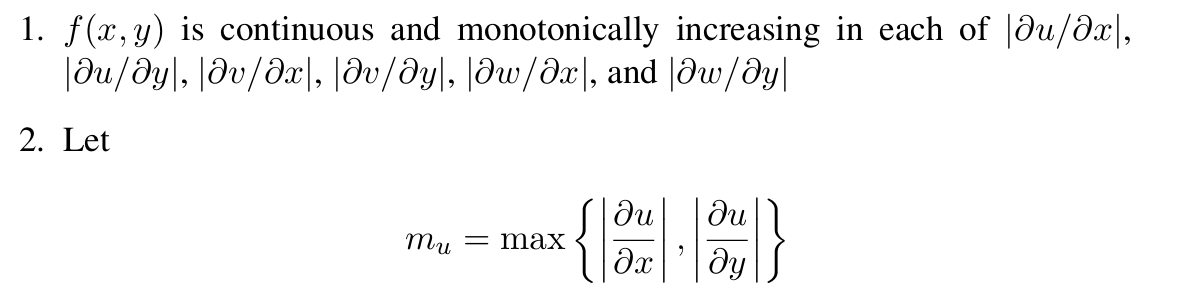 1. f(x, y) is continuous and monotonically increasing in each of |∂u/∂x|,
|∂u/∂y|, |∂v/∂x|, |∂v/∂y|, |∂w/∂x|, and |∂w/∂y|
2. Let
m_u = max { |∂u/∂x| , |∂u/∂y| }